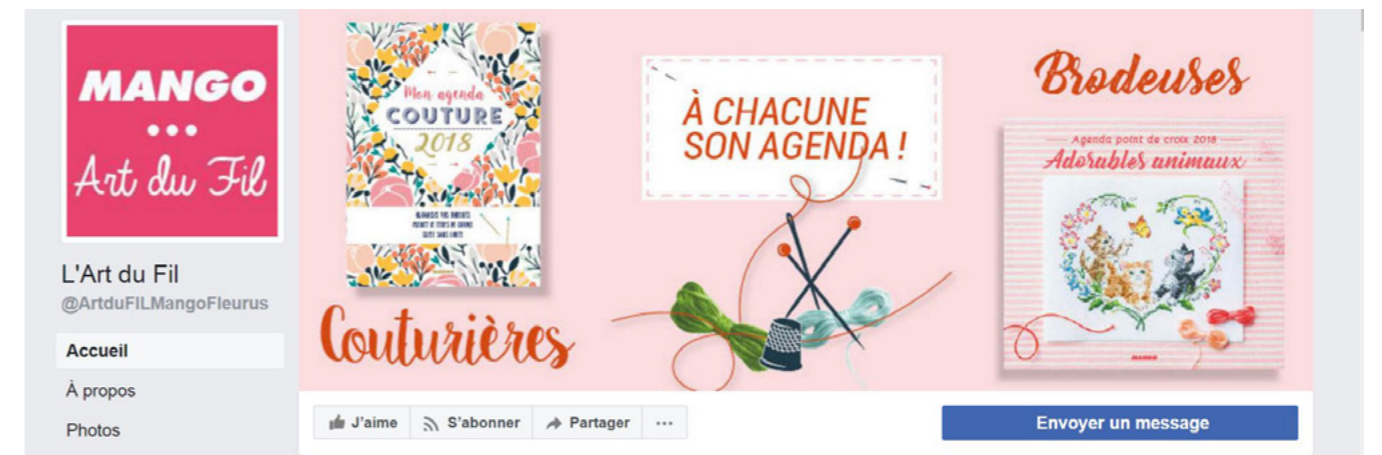 MANGO
Art du Fil
L'Art du Fil
@ArtduFILMangoFleurus
Accueil
À propos
Photos
Mon agenda
COUTURE
2018
Couturières
À CHACUNE
SON AGENDA !
Brodeuses
Agenda point de croix 2018
Adorables animaux
MANGO
J'aime
S'abonner
Partager
...
Envoyer un message